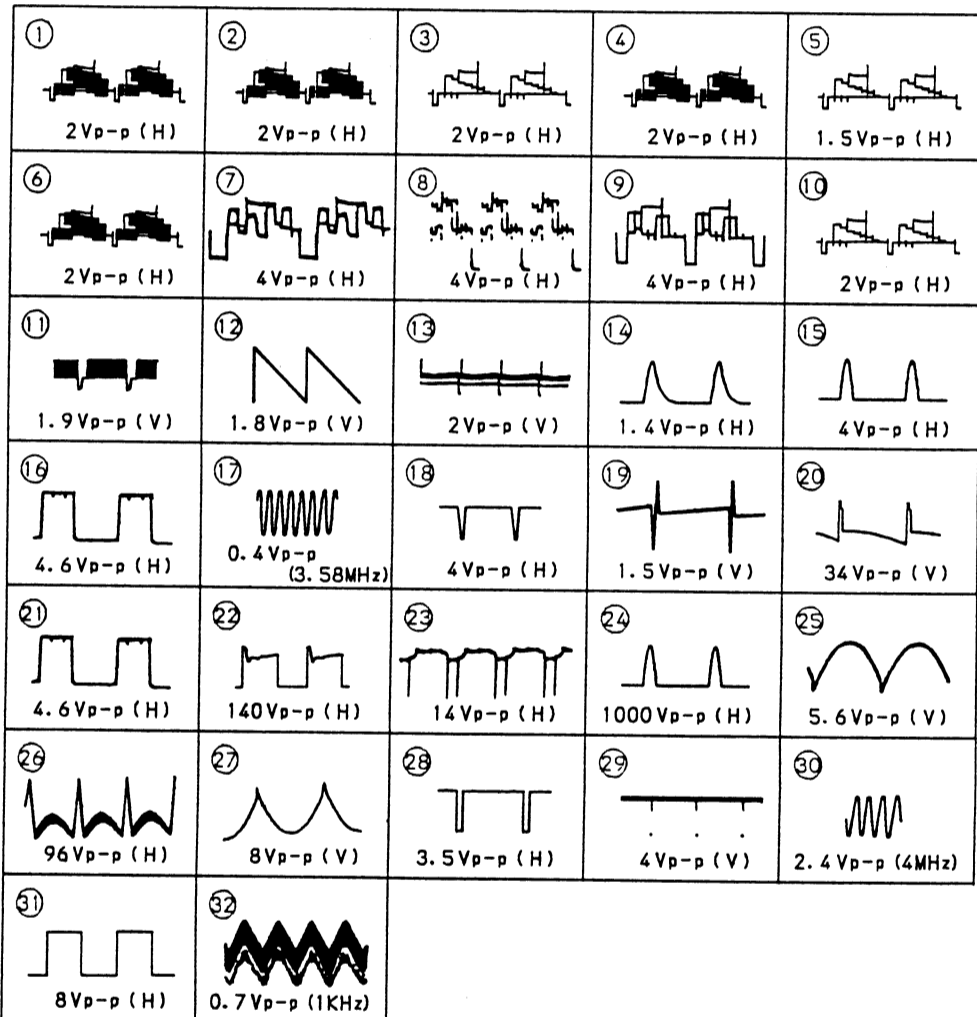 ① ② ③ ④ ⑤
2Vp-p (H) 2Vp-p (H) 2Vp-p (H) 2Vp-p (H) 1.5Vp-p (H)
⑥ ⑦ ⑧ ⑨ ⑩
2Vp-p (H) 4Vp-p (H) 4Vp-p (H) 4Vp-p (H) 2Vp-p (H)
⑪ ⑫ ⑬ ⑭ ⑮
1.9Vp-p (V) 1.8Vp-p (V) 2Vp-p (V) 1.4Vp-p (H) 4Vp-p (H)
⑯ ⑰ ⑱ ⑲ ⑳
4.6Vp-p (H) 0.4Vp-p (3.58MHz) 4Vp-p (H) 1.5Vp-p (V) 34Vp-p (V)
㉑ ㉒ ㉓ ㉔ ㉕
4.6Vp-p (H) 140Vp-p (H) 14Vp-p (H) 1000Vp-p (H) 5.6Vp-p (V)
㉖ ㉗ ㉘ ㉙ ㉚
96Vp-p (H) 8Vp-p (V) 3.5Vp-p (H) 4Vp-p (V) 2.4Vp-p (4MHz)
㉛ ㉜
8Vp-p (H) 0.7Vp-p (1KHz)